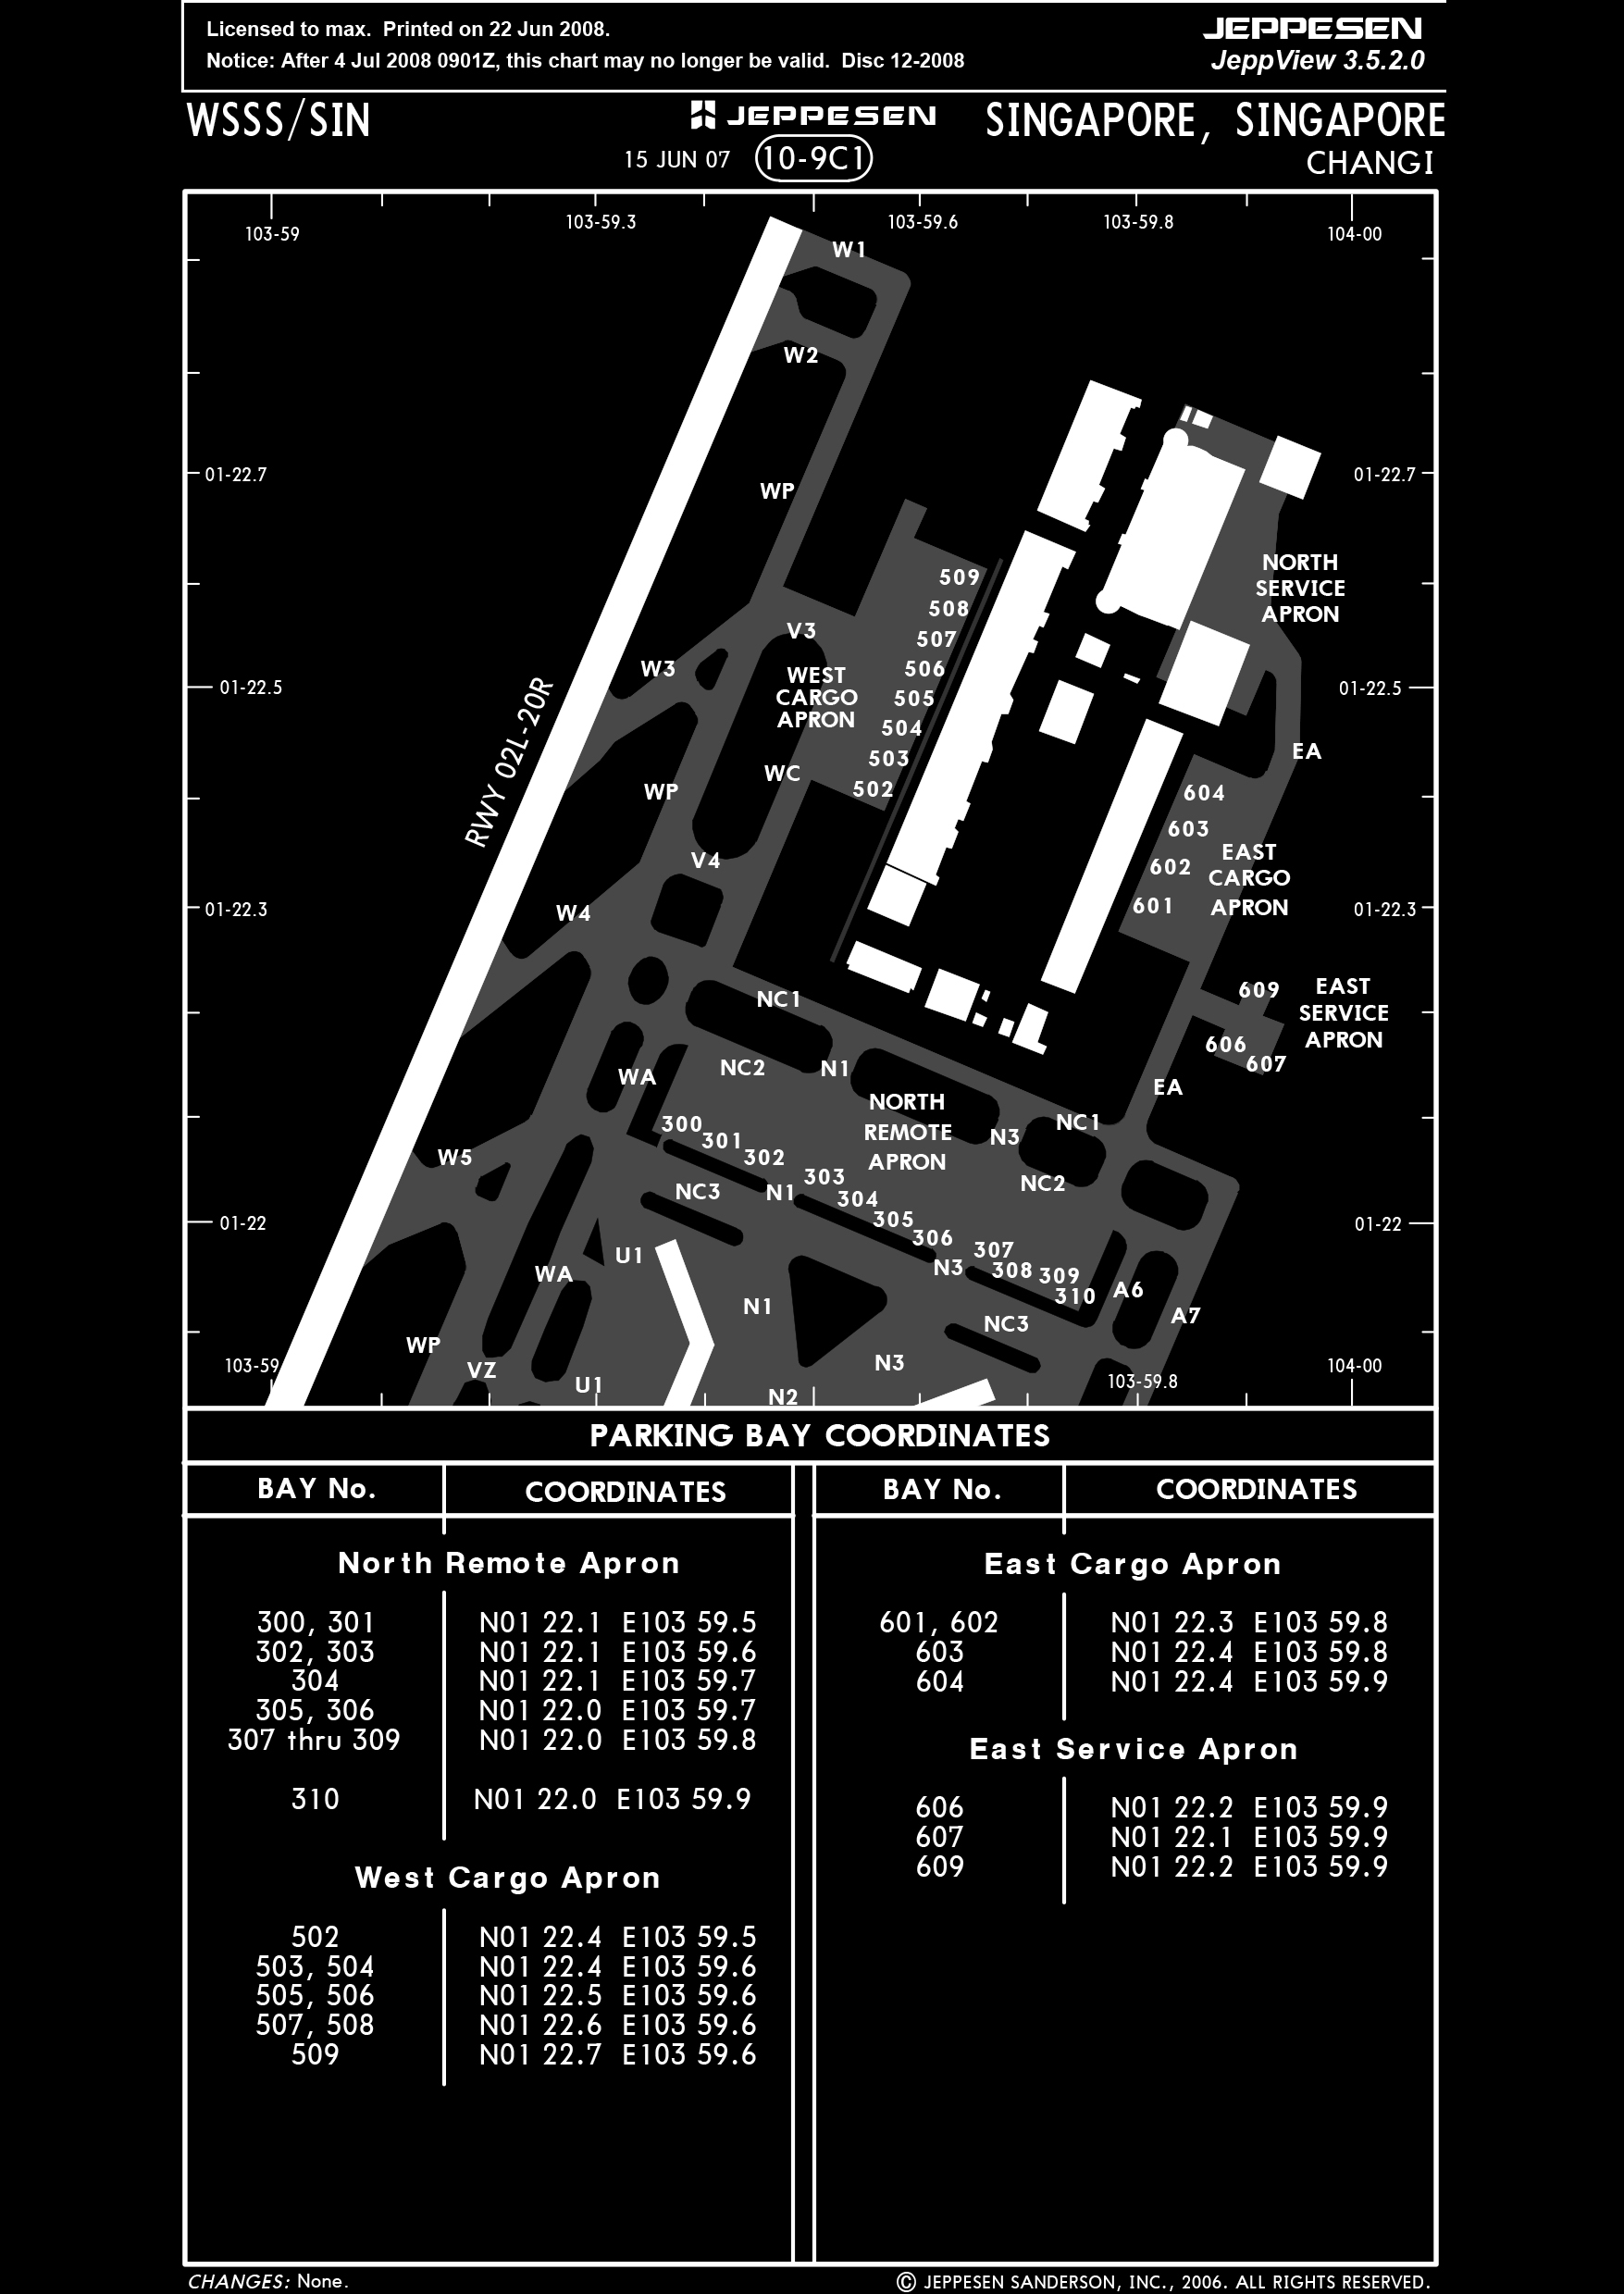 Licensed to max.  Printed on 22 Jun 2008.
Notice: After 4 Jul 2008 0901Z, this chart may no longer be valid.  Disc 12-2008
JEPPESEN
JeppView 3.5.2.0
WSSS/SIN
JEPPESEN
SINGAPORE, SINGAPORE
15 JUN 07
10-9C1
CHANGI
103-59
103-59.3
103-59.6
103-59.8
104-00
W1
W2
01-22.7
01-22.7
WP
NORTH
SERVICE
APRON
509
508
507
506
505
504
503
502
V3
W3
WEST
CARGO
APRON
01-22.5
01-22.5
RWY 02L-20R
EA
WC
WP
604
603
602
601
EAST
CARGO
APRON
V4
W4
01-22.3
01-22.3
NC1
609
EAST
SERVICE
APRON
606
607
WA
NC2
N1
EA
NORTH
REMOTE
APRON
N3
NC1
300
301
302
303
304
305
306
307
308
309
310
W5
NC3
N1
NC2
01-22
01-22
U1
WA
N3
A6
N1
A7
NC3
WP
VZ
U1
N3
N2
103-59
103-59.8
104-00
PARKING BAY COORDINATES
BAY No.
COORDINATES
BAY No.
COORDINATES
North Remote Apron
300, 301 N01 22.1 E103 59.5
302, 303 N01 22.1 E103 59.6
304 N01 22.1 E103 59.7
305, 306 N01 22.0 E103 59.7
307 thru 309 N01 22.0 E103 59.8
310 N01 22.0 E103 59.9
West Cargo Apron
502 N01 22.4 E103 59.5
503, 504 N01 22.4 E103 59.6
505, 506 N01 22.5 E103 59.6
507, 508 N01 22.6 E103 59.6
509 N01 22.7 E103 59.6
East Cargo Apron
601, 602 N01 22.3 E103 59.8
603 N01 22.4 E103 59.8
604 N01 22.4 E103 59.9
East Service Apron
606 N01 22.2 E103 59.9
607 N01 22.1 E103 59.9
609 N01 22.2 E103 59.9
CHANGES: None.
© JEPPESEN SANDERSON, INC., 2006. ALL RIGHTS RESERVED.